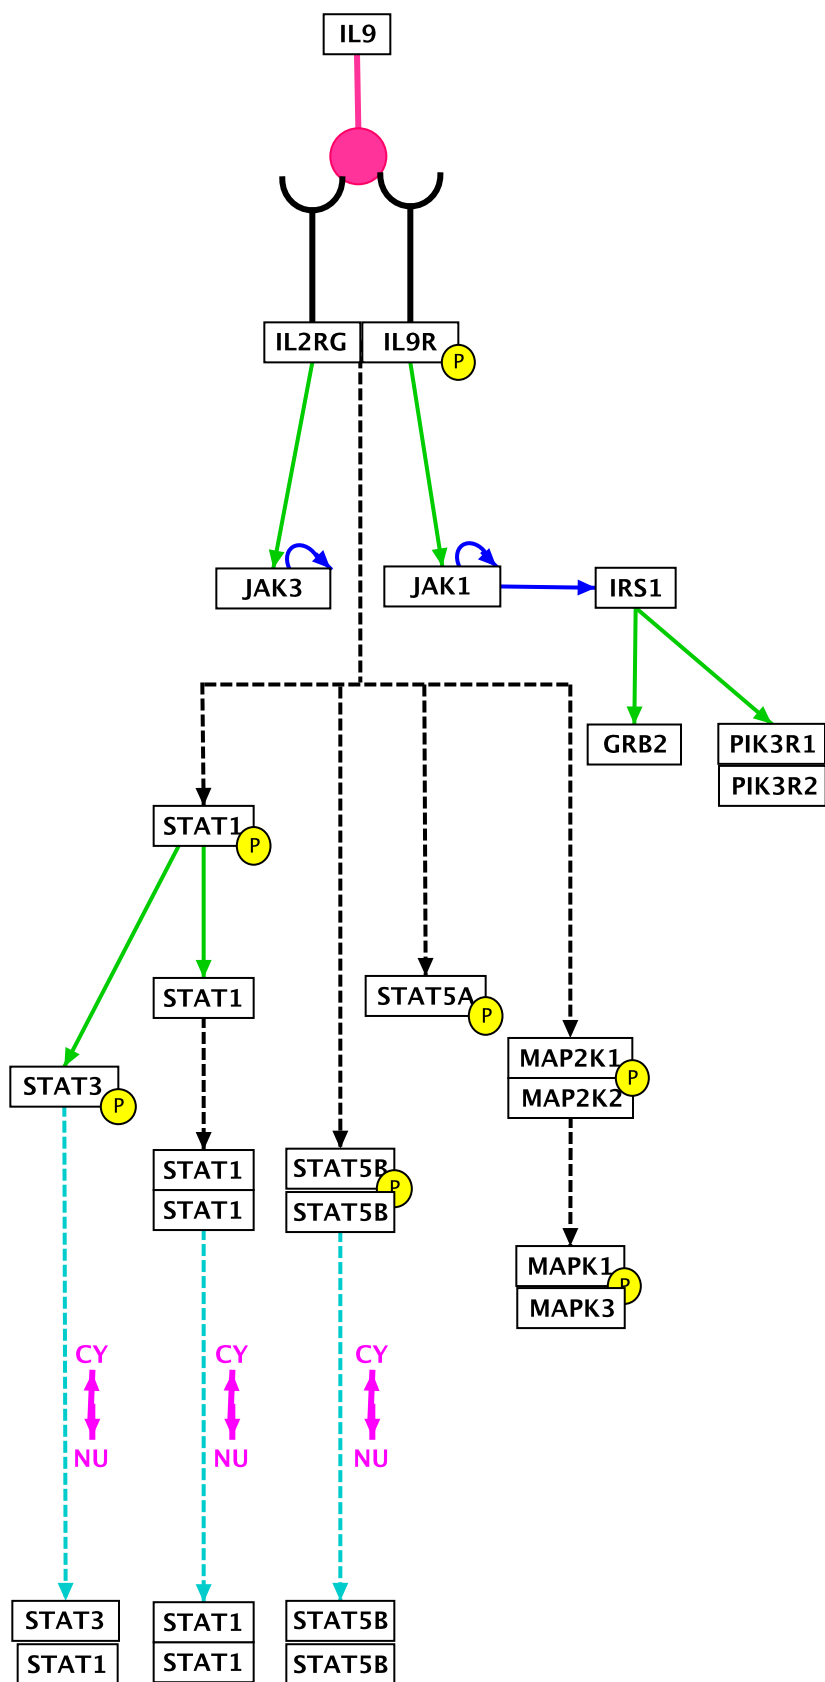 IL9
IL2RG IL9R
P
JAK3 JAK1 IRS1
GRB2 PIK3R1
PIK3R2
STAT1
P
STAT1 STAT5A
P
MAP2K1
P
STAT3 MAP2K2
P
STAT1 STAT5B
P
STAT1 STAT5B
MAPK1
P
MAPK3
CY CY CY
NU NU NU
STAT3 STAT1 STAT5B
STAT1 STAT1 STAT5B